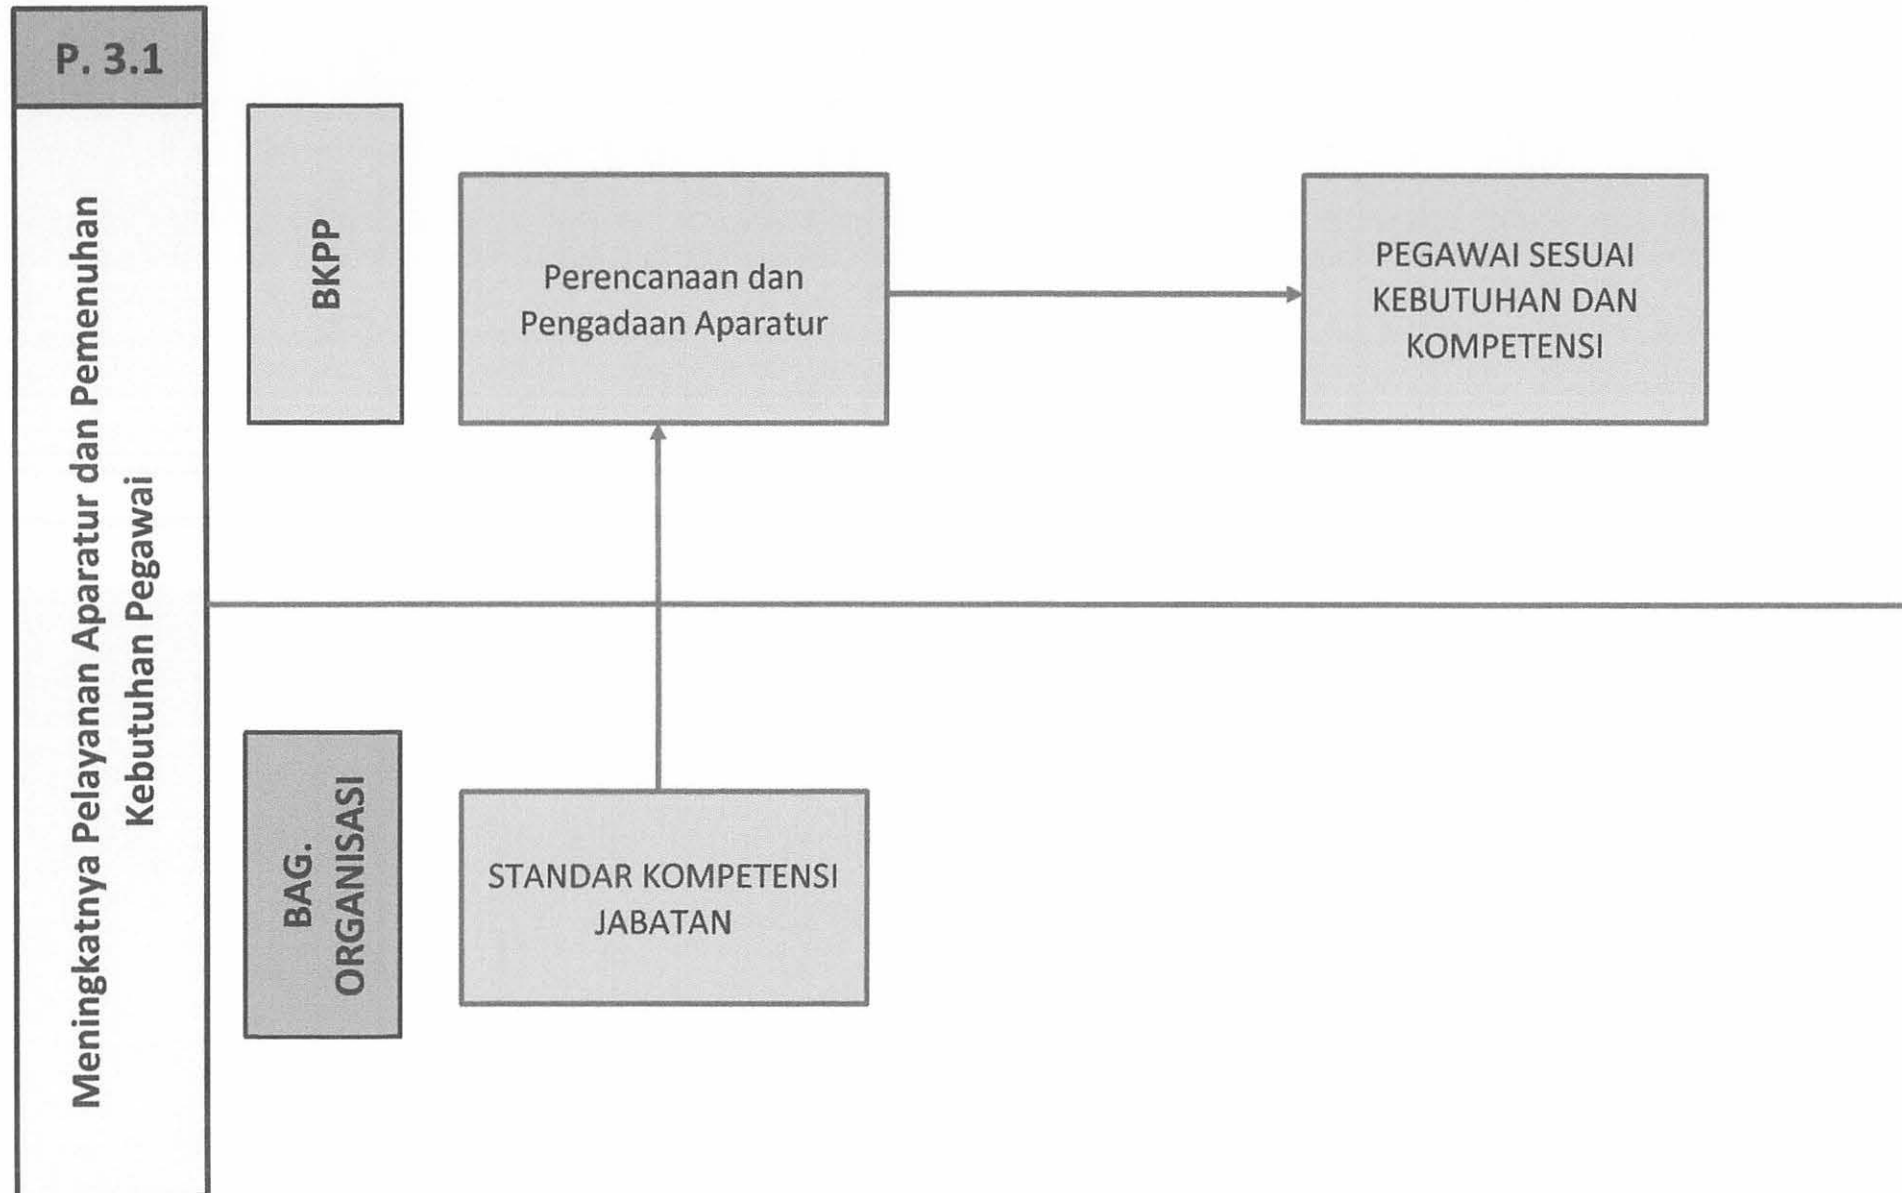 P. 3.1
Meningkatnya Pelayanan Aparatur dan Pemenuhan
Kebutuhan Pegawai
BKPP
Perencanaan dan
Pengadaan Aparatur
PEGAWAI SESUAI
KEBUTUHAN DAN
KOMPETENSI
BAG.
ORGANISASI
STANDAR KOMPETENSI
JABATAN